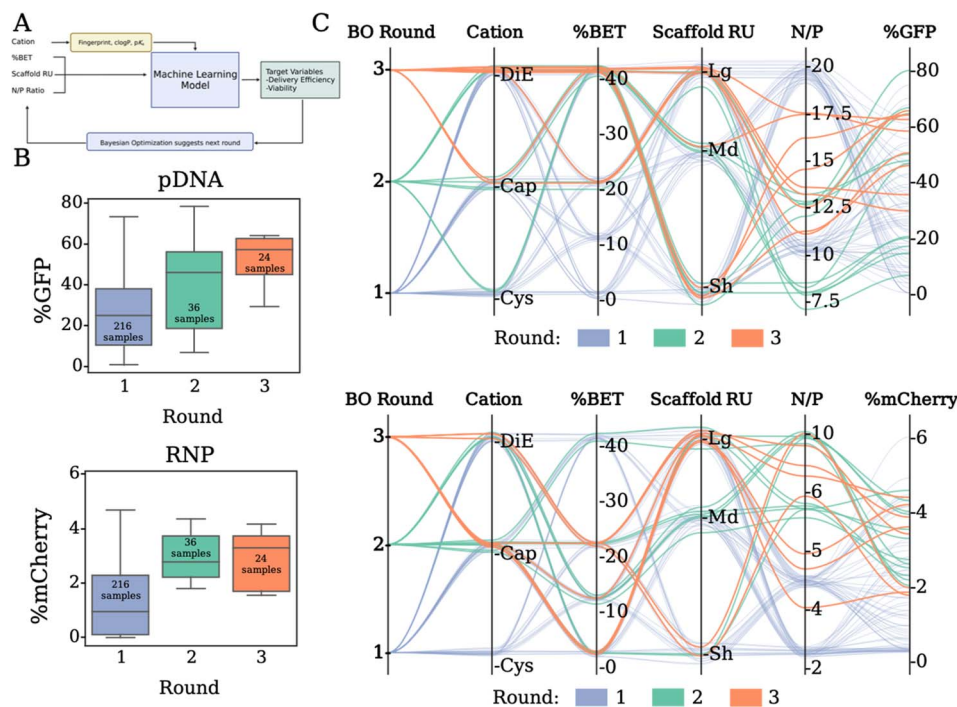 A
Cation
%BET
Scaffold RU
N/P Ratio
Fingerprint, clogP, pKa
Machine Learning
Model
Target Variables
-Delivery Efficiency
-Viability
Bayesian Optimization suggests next round
B
pDNA
%GFP
80
60
40
20
0
216
samples
36
samples
24
samples
1 2 3
Round
RNP
%mCherry
6
4
2
0
216
samples
36
samples
24
samples
1 2 3
Round
C
BO Round Cation %BET Scaffold RU N/P %GFP
3
2
1
-DiE
-Cap
-Cys
-40
-30
-20
-10
-0
-Lg
-Md
-Sh
-20
-17.5
-15
-12.5
-10
-7.5
-80
-60
-40
-20
-0
Round: 1 2 3
BO Round Cation %BET Scaffold RU N/P %mCherry
3
2
1
-DiE
-Cap
-Cys
-40
-30
-20
-10
-0
-Lg
-Md
-Sh
-10
-6
-5
-4
-2
-6
-4
-2
-0
Round: 1 2 3